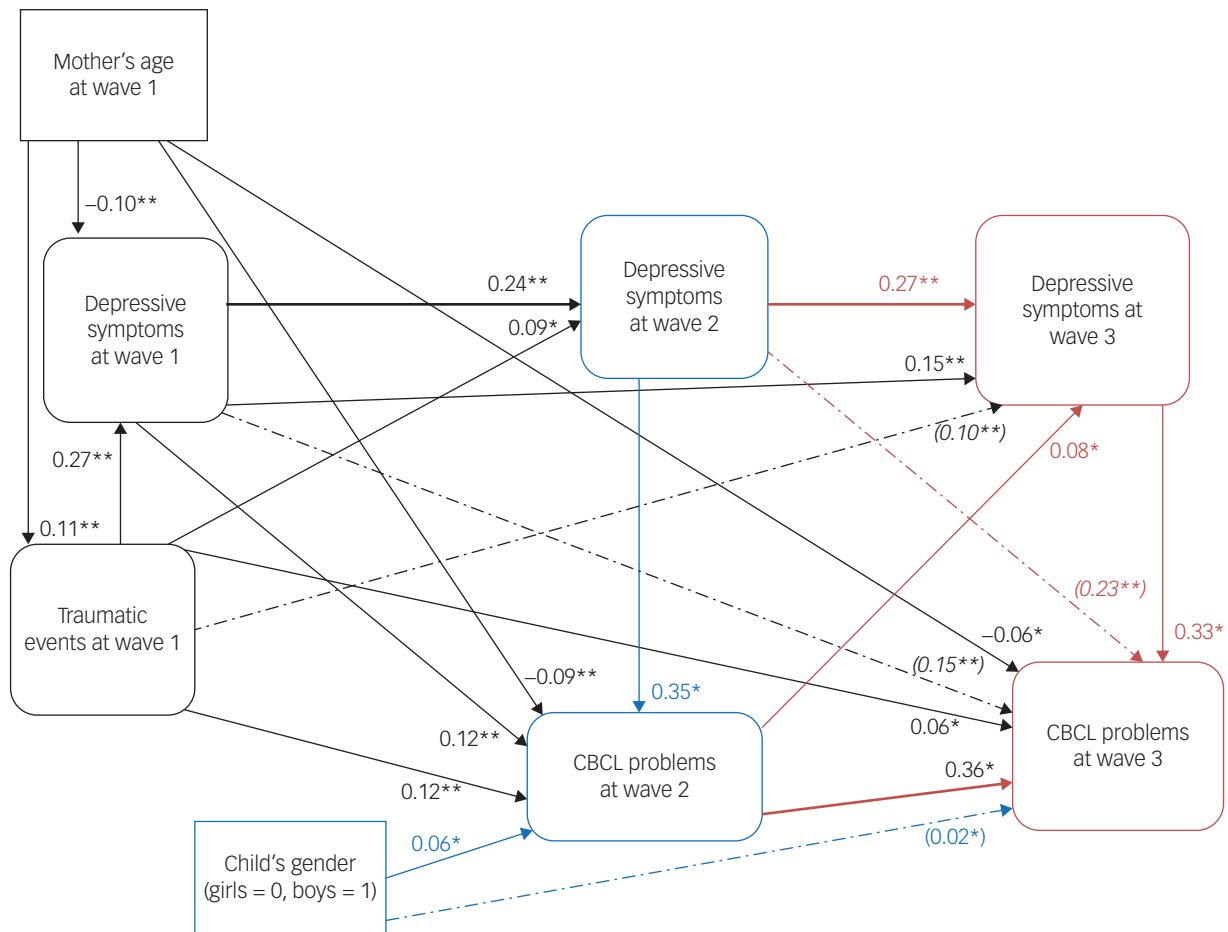 Mother's age
at wave 1
–0.10**
Depressive
symptoms
at wave 1
0.24**
0.09*
Depressive
symptoms
at wave 2
0.27**
Depressive
symptoms at
wave 3
0.15**
(0.10**)
0.08*
0.27**
0.11**
Traumatic
events at wave 1
(0.23**)
0.33*
–0.06*
(0.15**)
–0.09**
0.35*
0.06*
0.12**
0.12**
CBCL problems
at wave 2
0.36*
CBCL problems
at wave 3
0.06*
(0.02*)
Child's gender
(girls = 0, boys = 1)